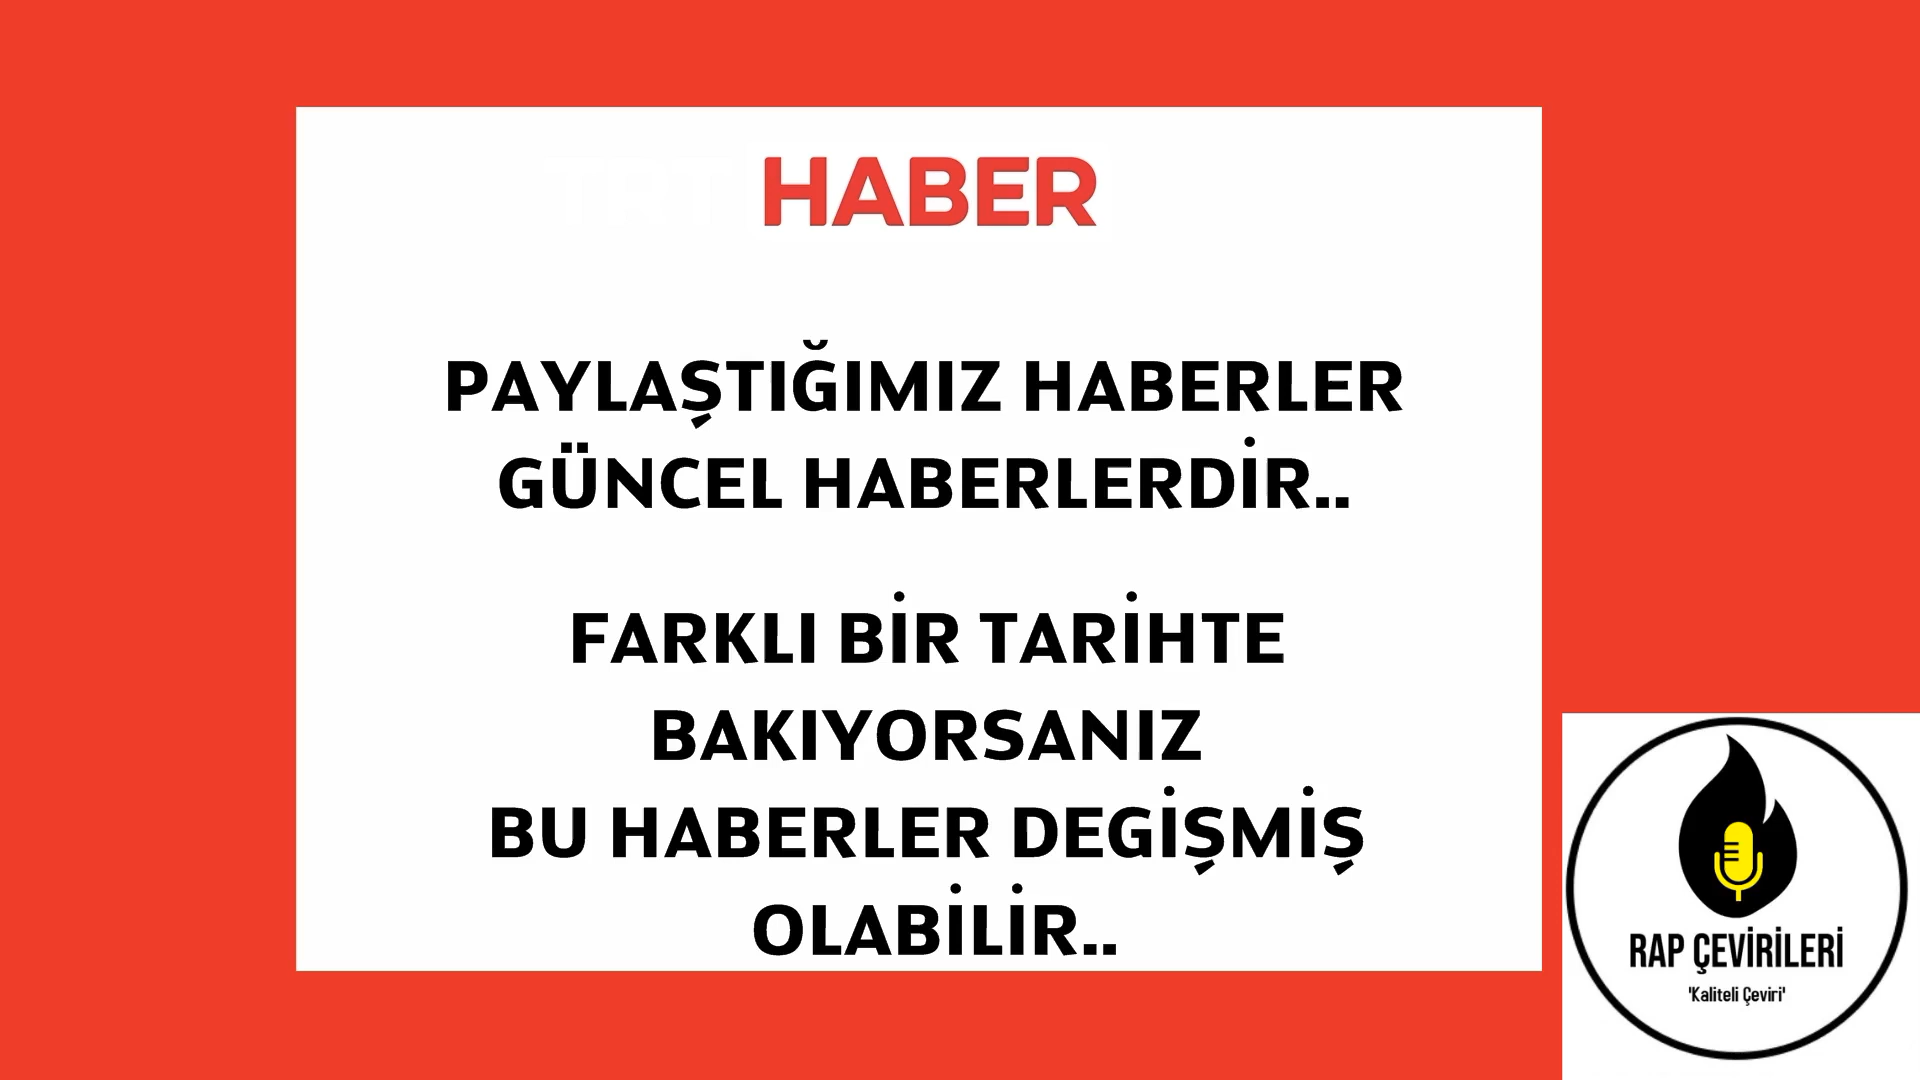 TRT HABER
PAYLAŞTIĞIMIZ HABERLER
GÜNCEL HABERLERDİR..
FARKLI BİR TARİHTE
BAKIYORSANIZ
BU HABERLER DEGİŞMİŞ
OLABİLİR..
RAP ÇEVİRİLERİ
'Kaliteli Çeviri'